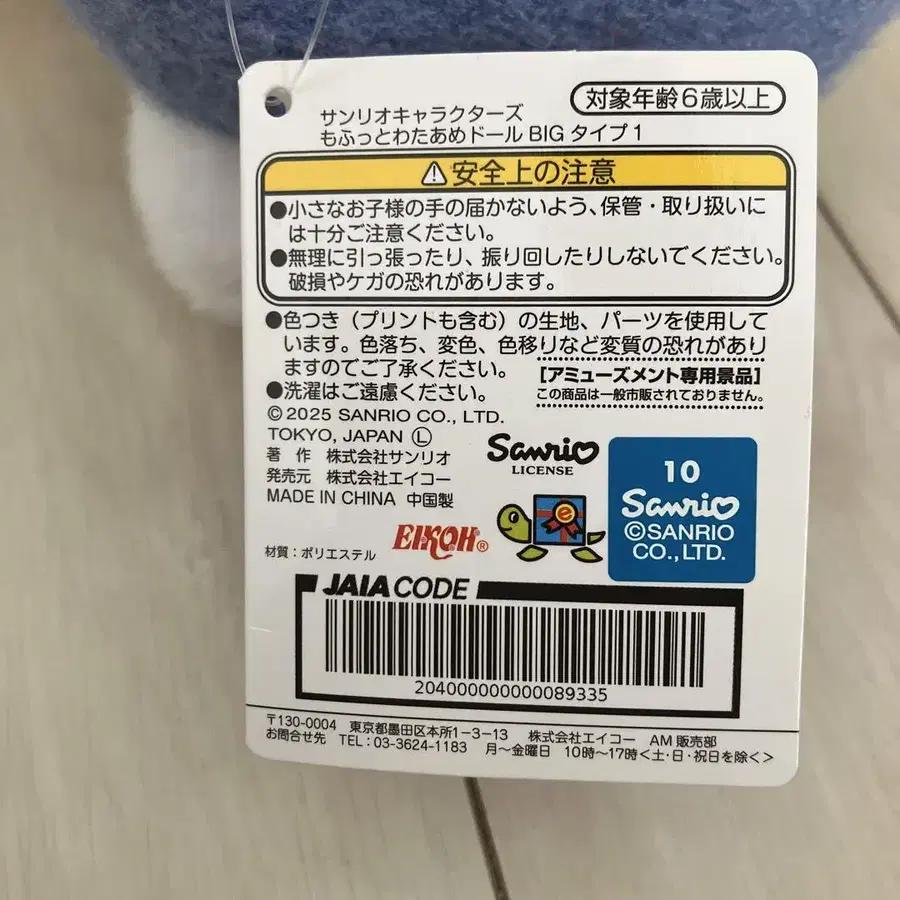 サンリオキャラクターズ
もふっとわたあめドール BIG タイプ1
対象年齢6歳以上
⚠安全上の注意
●小さなお子様の手の届かないよう、保管・取り扱いに
は十分ご注意ください。
●無理に引っ張ったり、振り回したりしないでください。
破損やケガの恐れがあります。
●色つき（プリントも含む）の生地、パーツを使用して
います。色落ち、変色、色移りなど変質の恐れがあり
ますのでご了承ください。
●洗濯はご遠慮ください。
[アミューズメント専用景品]
この商品は一般市販されておりません。
© 2025 SANRIO CO., LTD.
TOKYO, JAPAN Ⓛ
著 作 株式会社サンリオ
発売元 株式会社エイコー
MADE IN CHINA 中国製
Sanrio
LICENSE
EIKOH®
e
10
Sanrio
©SANRIO
CO.,LTD.
材質：ポリエステル
JAIA CODE
204000000000089335
〒130-0004 東京都墨田区本所1-3-13 株式会社エイコー AM販売部
お問合せ先 TEL：03-3624-1183 月～金曜日 10時～17時<土・日・祝日を除く>